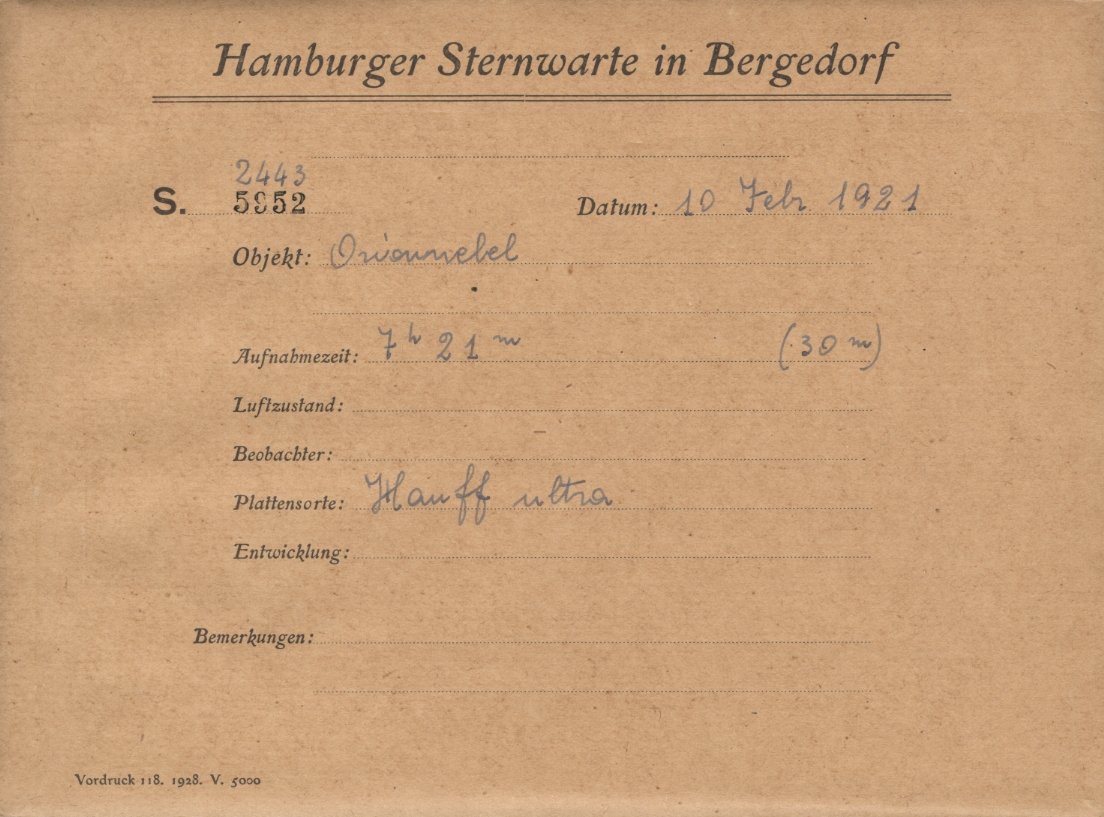 Hamburger Sternwarte in Bergedorf
2443
S. 5952 Datum: 10 Febr 1921
Objekt: Orionnebel
Aufnahmezeit: 7h 21m (30m)
Luftzustand:
Beobachter:
Plattensorte: Hauff ultra
Entwicklung:
Bemerkungen:
Vordruck 118. 1928. V. 5000